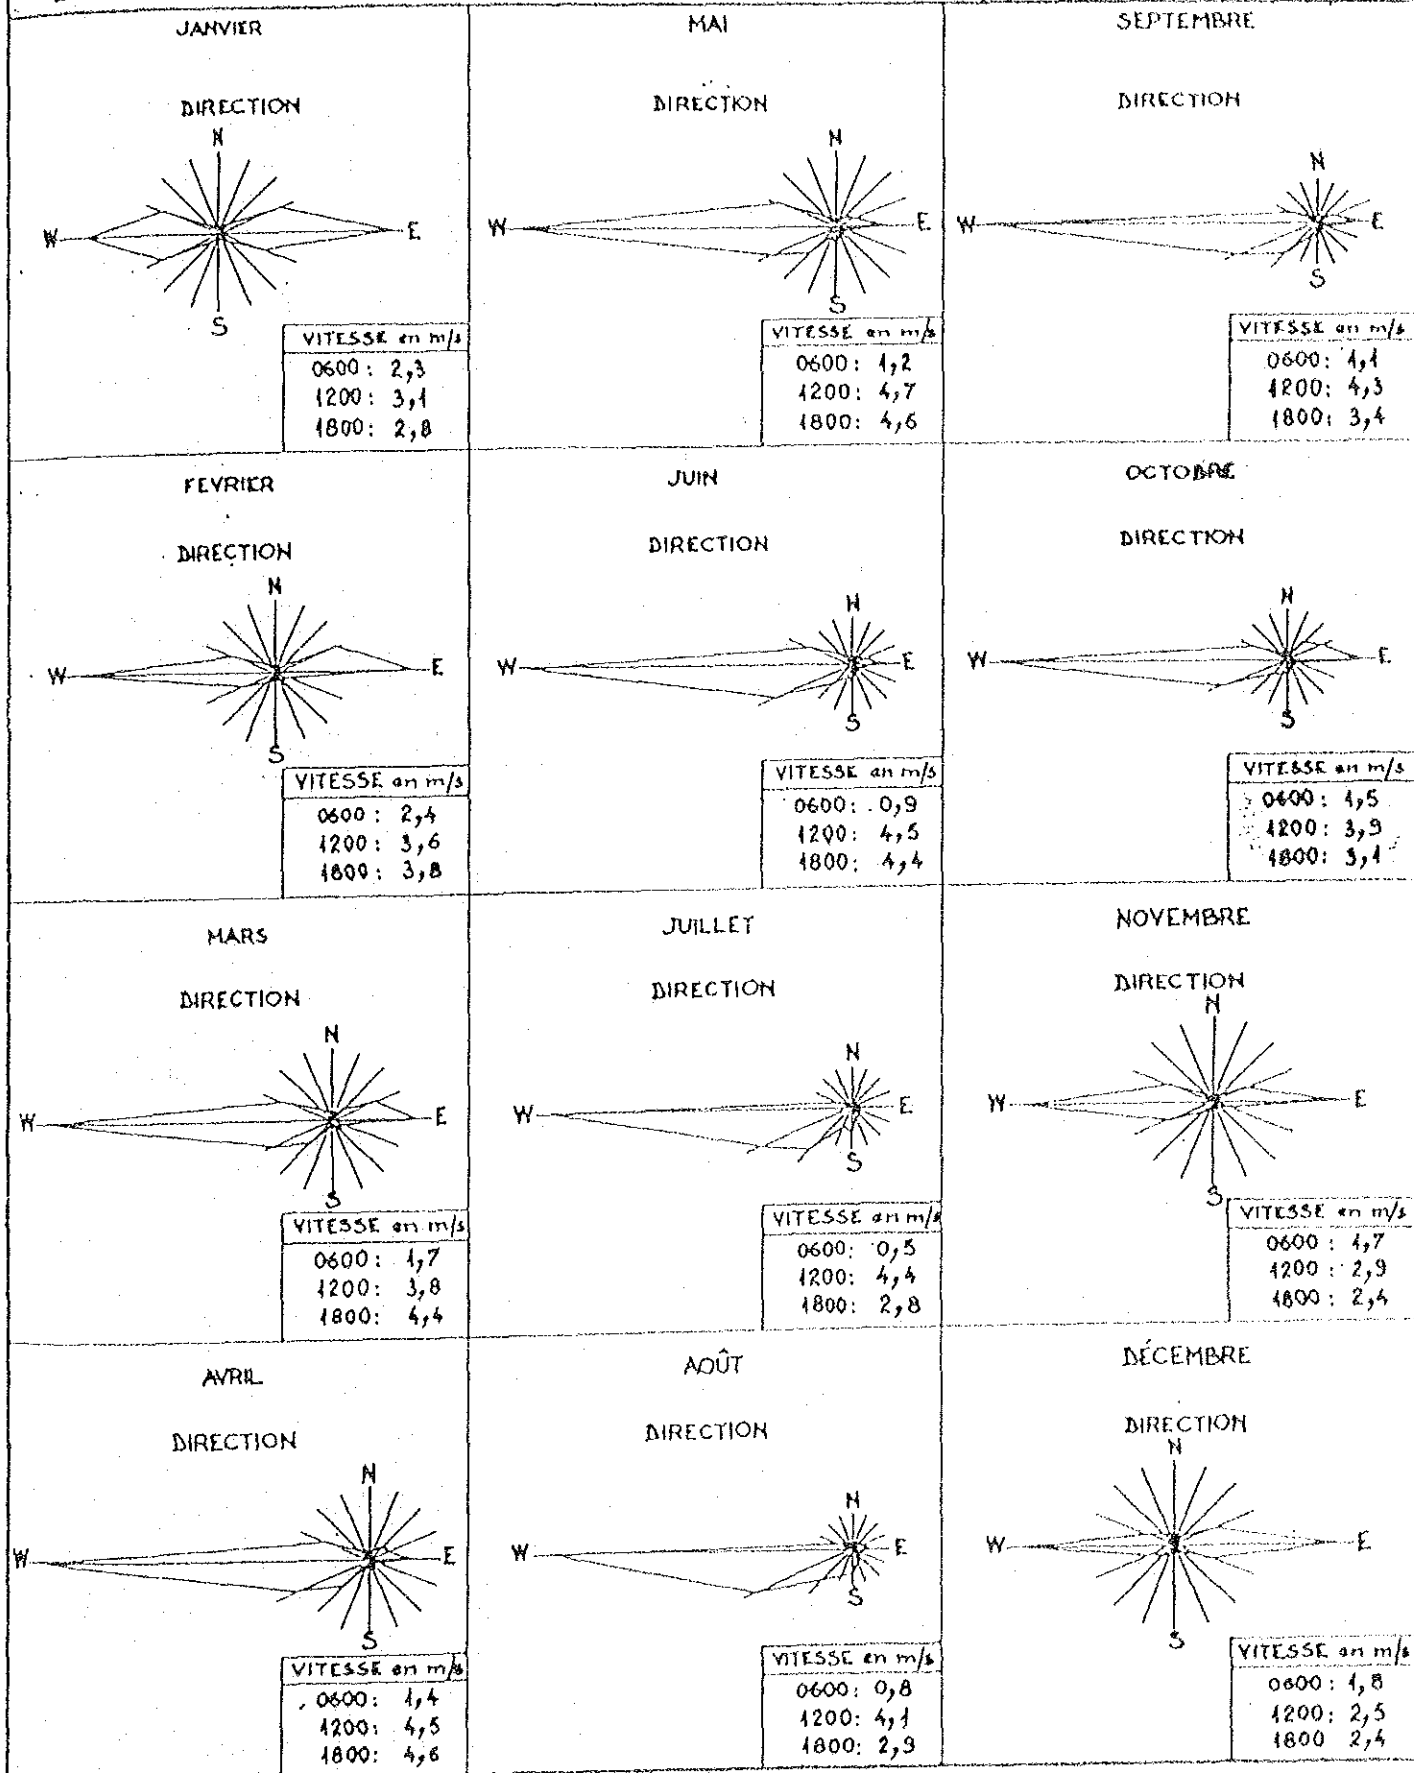 JANVIER
DIRECTION
N
W
E
S
VITESSE en m/s
0600: 2,3
1200: 3,1
1800: 2,8
FEVRIER
DIRECTION
N
W
E
S
VITESSE en m/s
0600: 2,4
1200: 3,6
1800: 3,8
MARS
DIRECTION
N
W
E
S
VITESSE en m/s
0600: 1,7
1200: 3,8
1800: 4,4
AVRIL
DIRECTION
N
W
E
S
VITESSE en m/s
0600: 1,4
1200: 4,5
1800: 4,6
MAI
DIRECTION
N
W
E
S
VITESSE en m/s
0600: 1,2
1200: 4,7
1800: 4,6
JUIN
DIRECTION
N
W
E
S
VITESSE en m/s
0600: 0,9
1200: 4,5
1800: 4,4
JUILLET
DIRECTION
N
W
E
S
VITESSE en m/s
0600: 0,5
1200: 4,4
1800: 2,8
AOÛT
DIRECTION
N
W
E
S
VITESSE en m/s
0600: 0,8
1200: 4,1
1800: 2,9
SEPTEMBRE
DIRECTION
N
W
E
S
VITESSE en m/s
0600: 1,1
1200: 4,3
1800: 3,4
OCTOBRE
DIRECTION
N
W
E
S
VITESSE en m/s
0600: 1,5
1200: 3,9
1800: 3,1
NOVEMBRE
DIRECTION
N
W
E
S
VITESSE en m/s
0600: 1,7
1200: 2,9
1800: 2,4
DÉCEMBRE
DIRECTION
N
W
E
S
VITESSE en m/s
0600: 1,8
1200: 2,5
1800 2,4